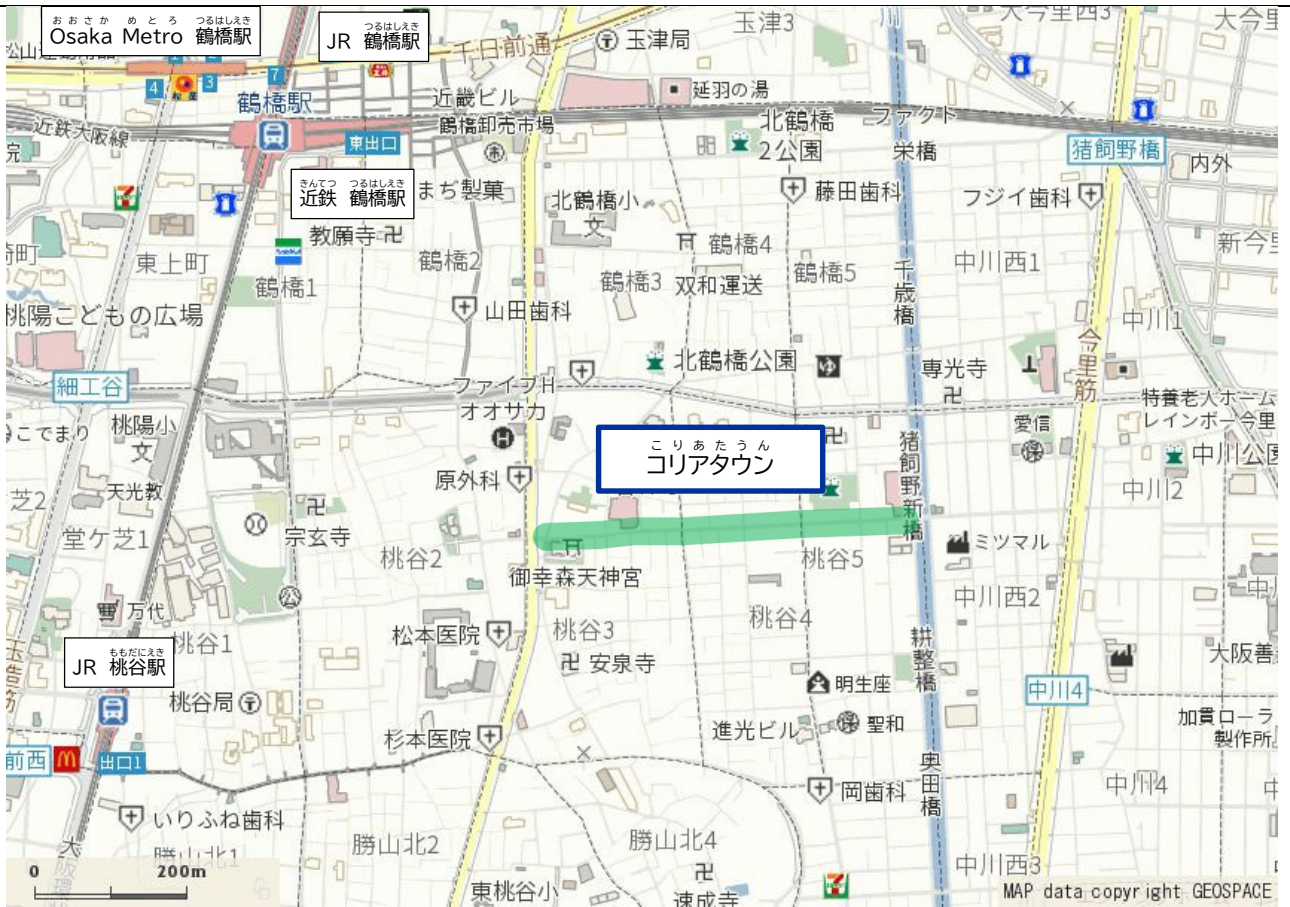 おおさか めとろ つるはしえき
Osaka Metro 鶴橋駅
つるはしえき
JR 鶴橋駅
千日前通
玉津局
玉津3
大今里西3
4
3
7
鶴橋駅
近畿ビル
鶴橋卸売市場
延羽の湯
近鉄大阪線
東出口
北鶴橋
2公園
ファクト
栄橋
猪飼野橋
内外
きんてつ つるはしえき
近鉄 鶴橋駅
まぢ製菓
北鶴橋小
文
藤田歯科
フジイ歯科
教願寺
東上町
鶴橋1
鶴橋2
鶴橋3
鶴橋4
双和運送
鶴橋5
千歳橋
中川西1
桃陽こどもの広場
山田歯科
中川1
北鶴橋公園
ゆ
専光寺
今里筋
細工谷
ファイブH
オオサカ
H
特養老人ホーム
レインボー今里
こでまり
桃陽小
文
こりあたうん
コリアタウン
愛信
保
中川公園
原外科
猪飼野新橋
中川2
天光教
芝2
堂ケ芝1
宗玄寺
桃谷2
桃谷5
ミツマル
御幸森天神宮
万代
桃谷1
松本医院
桃谷3
桃谷4
中川西2
安泉寺
耕整橋
ももだにえき
JR 桃谷駅
玉造筋
明生座
中川4
桃谷局
杉本医院
進光ビル
保
聖和
加貫ローラ
製作所
前西
出口1
奥田橋
岡歯科
中川4
いりふね歯科
勝山北1
勝山北2
勝山北4
中川西3
0 200m
東桃谷小
速成寺
MAP data copyright GEOSPACE